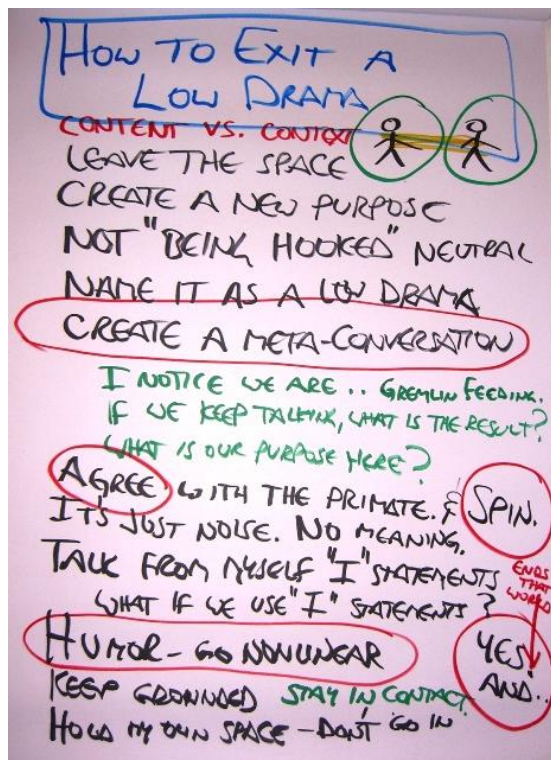 HOW TO EXIT A
LOW DRAMA
CONTENT VS. CONTEXT
LEAVE THE SPACE
CREATE A NEW PURPOSE
NOT "BEING HOOKED" NEUTRAL
NAME IT AS A LOW DRAMA
CREATE A META-CONVERSATION
I NOTICE WE ARE .. GREMLIN FEEDING.
IF WE KEEP TALKING, WHAT IS THE RESULT?
WHAT IS OUR PURPOSE HERE?
AGREE WITH THE PRIMATE. & SPIN.
IT'S JUST NOISE. NO MEANING.
TALK FROM MYSELF "I" STATEMENTS
ENDS THAT WORLD
WHAT IF WE USE "I" STATEMENTS?
HUMOR - GO NONLINEAR
YES AND..
KEEP GROUNDED STAY IN CONTACT
HOLD MY OWN SPACE - DON'T GO IN